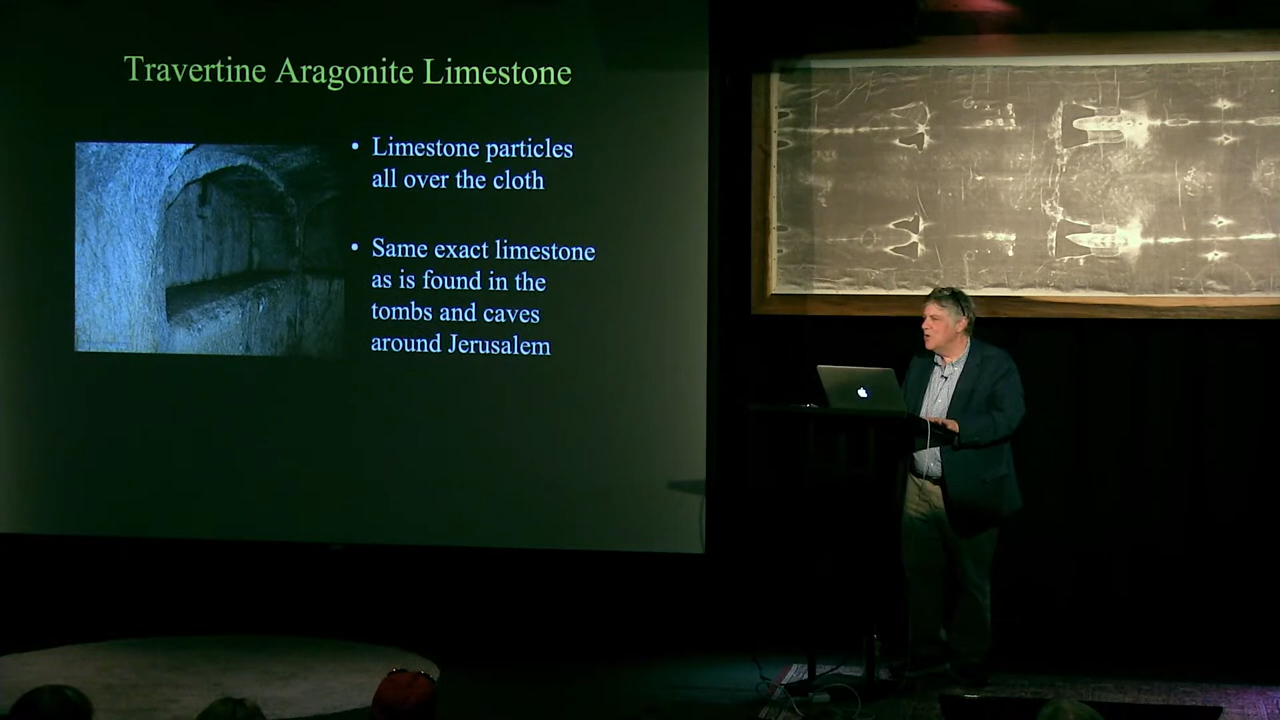 Travertine Aragonite Limestone
• Limestone particles
all over the cloth
• Same exact limestone
as is found in the
tombs and caves
around Jerusalem